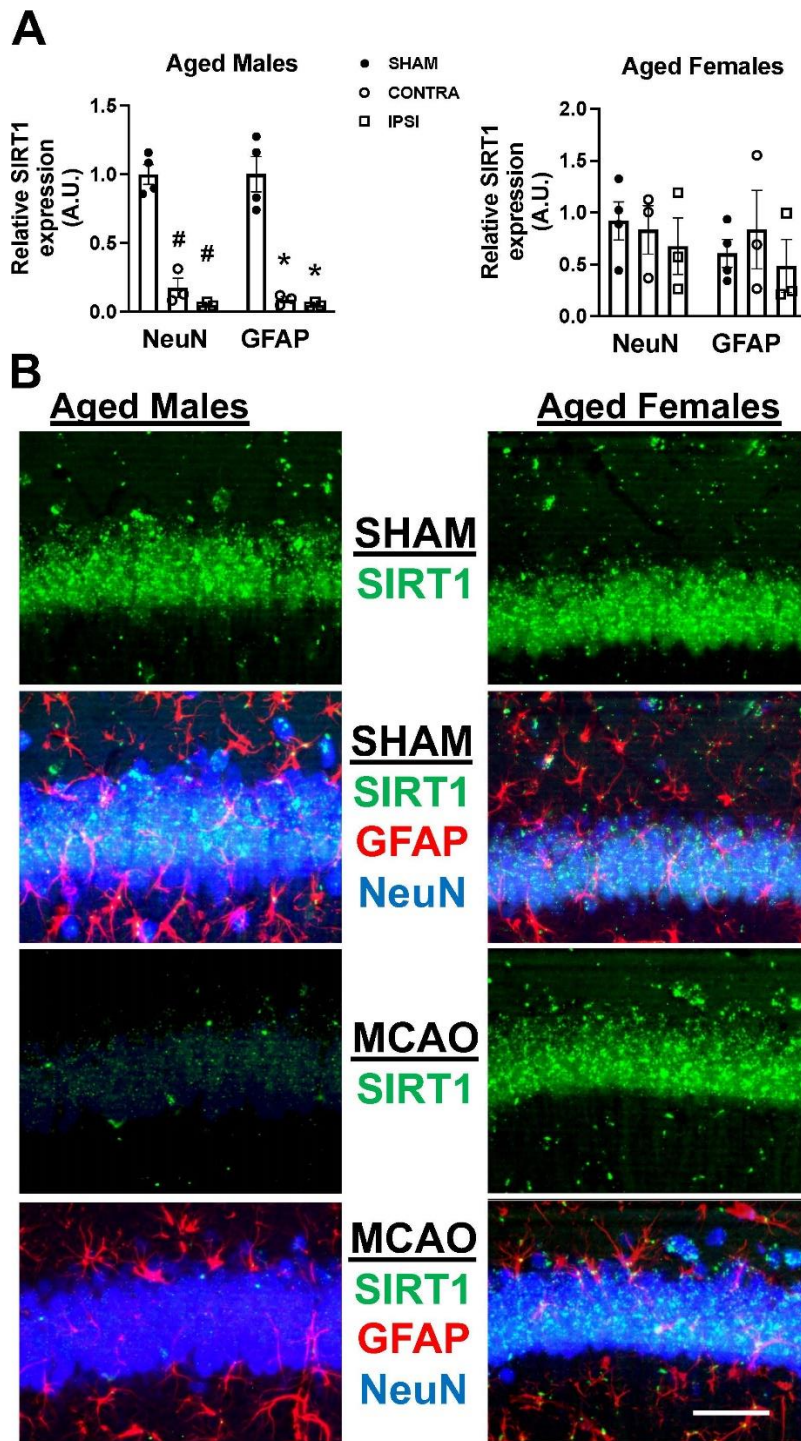 A
Aged Males
SHAM
CONTRA
IPSI
Aged Females
Relative SIRT1
expression
(A.U.)
1.5
1.0
0.5
0.0
#
#
*
*
NeuN
GFAP
Relative SIRT1
expression
(A.U.)
2.0
1.5
1.0
0.5
0.0
NeuN
GFAP
B
Aged Males
Aged Females
SHAM
SIRT1
SHAM
SIRT1
GFAP
NeuN
MCAO
SIRT1
MCAO
SIRT1
GFAP
NeuN